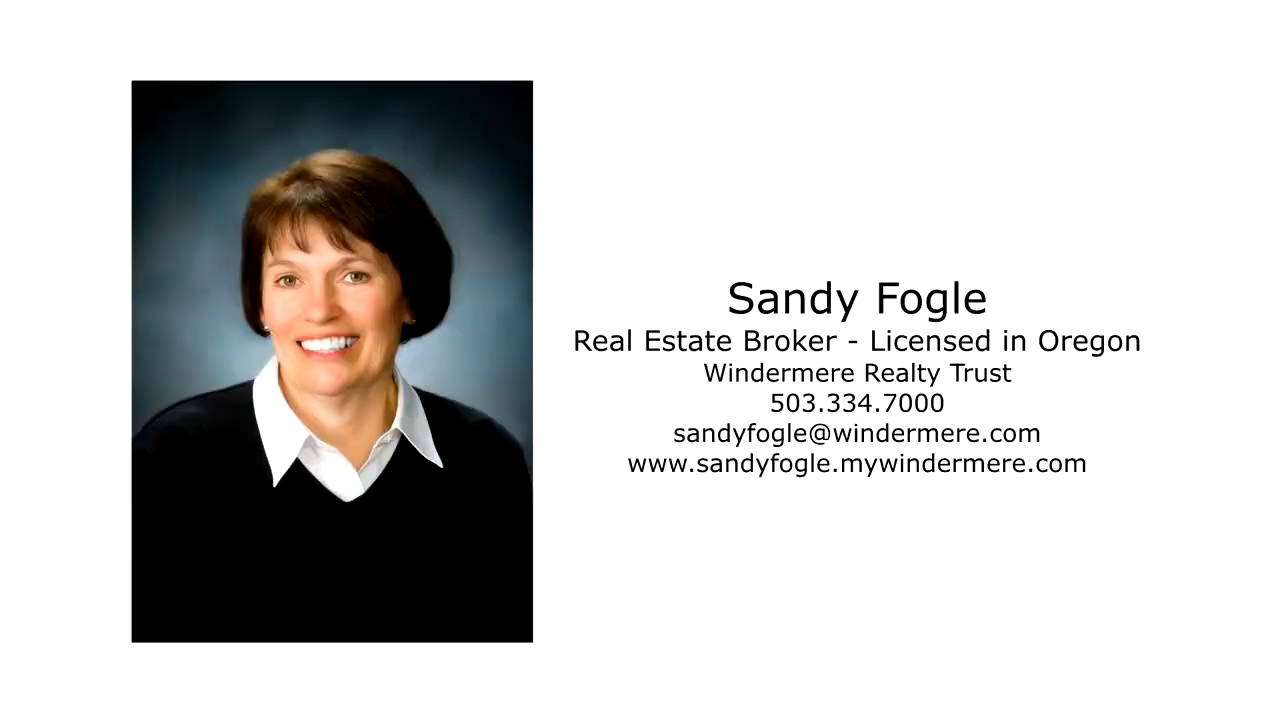 Sandy Fogle
Real Estate Broker - Licensed in Oregon
Windermere Realty Trust
503.334.7000
sandyfogle@windermere.com
www.sandyfogle.mywindermere.com